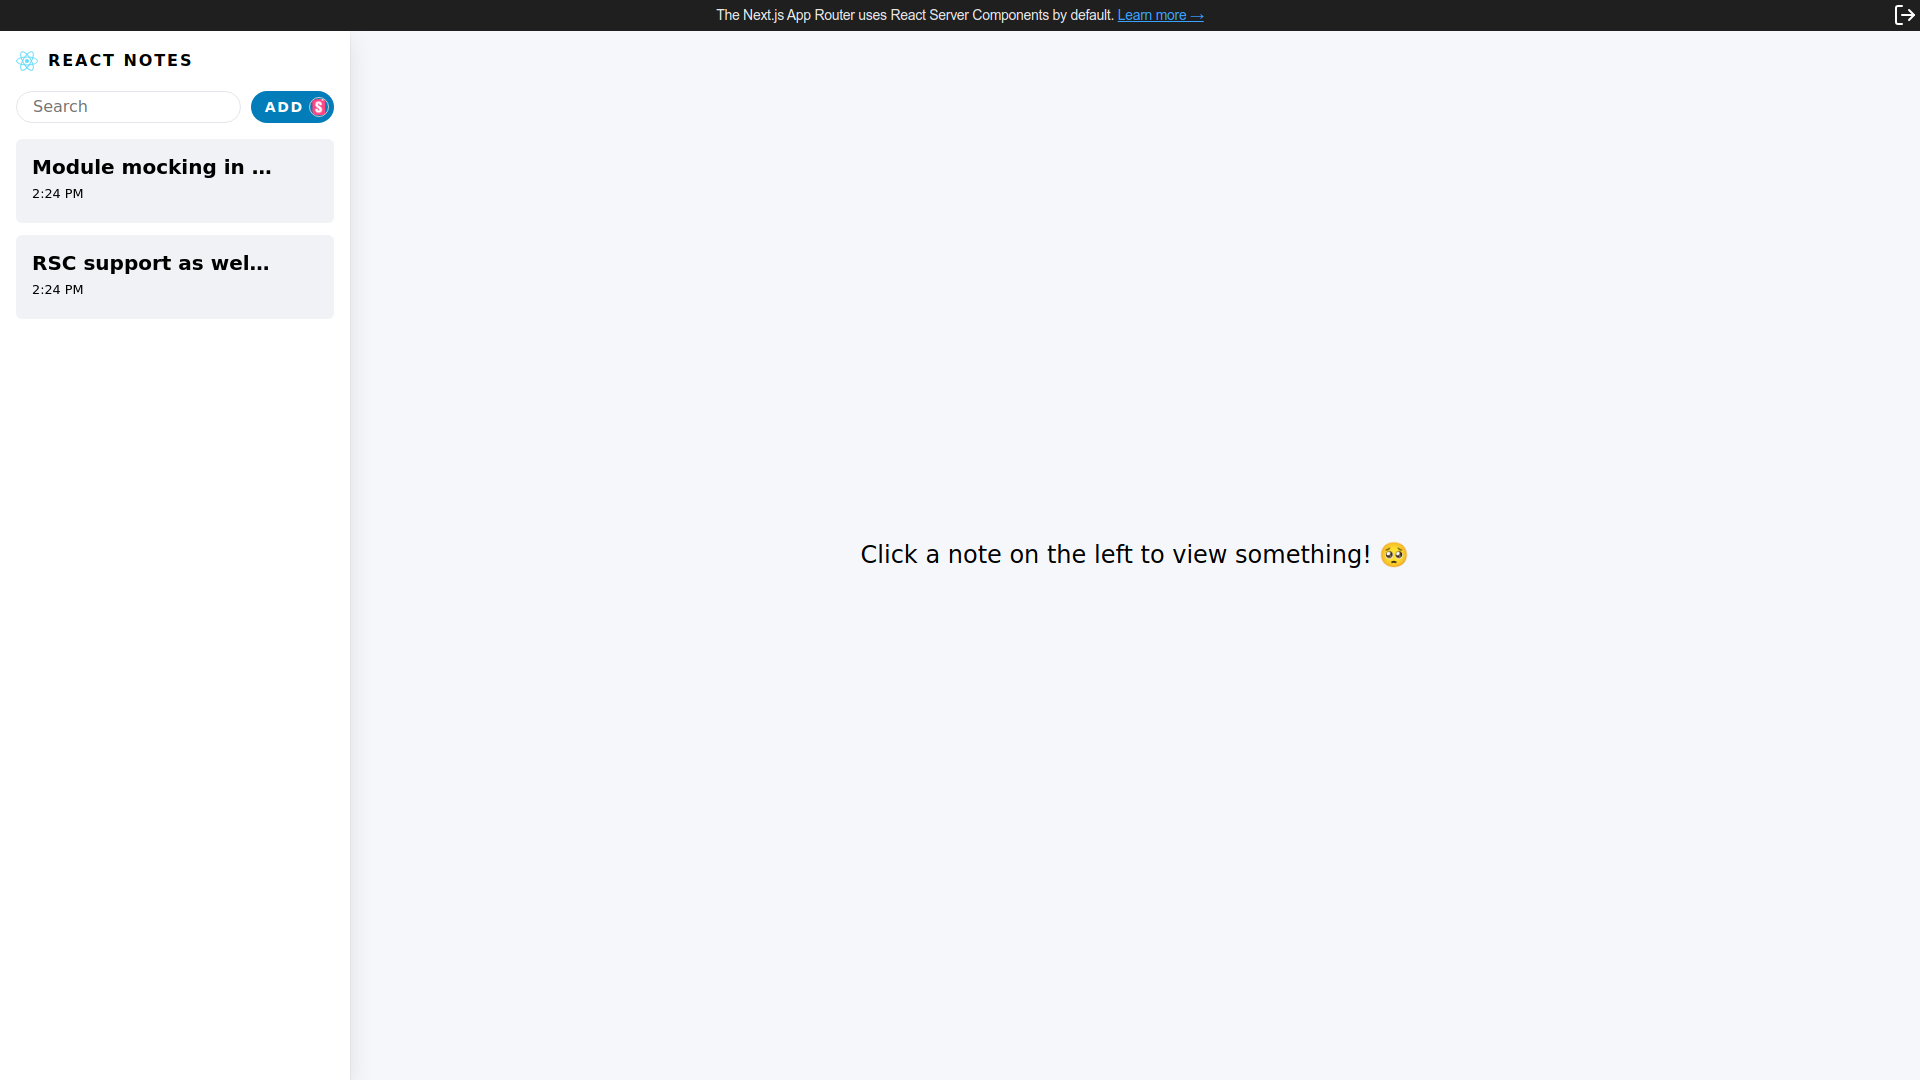 The Next.js App Router uses React Server Components by default. Learn more →
REACT NOTES
Search
ADD S
Module mocking in ...
2:24 PM
RSC support as wel...
2:24 PM
Click a note on the left to view something! 🥺